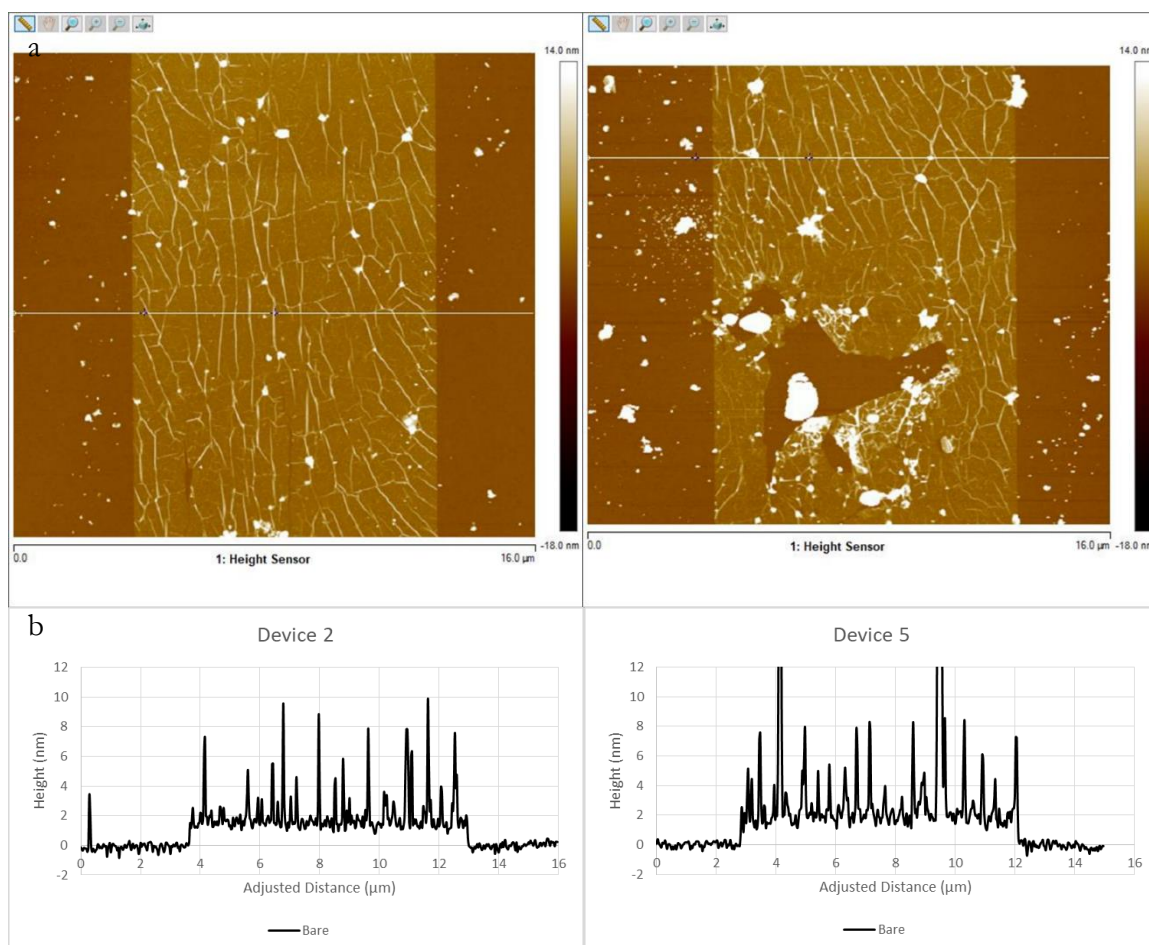 a
14.0 nm
14.0 nm
-18.0 nm
-18.0 nm
0.0
1: Height Sensor
16.0 µm
0.0
1: Height Sensor
16.0 µm
b
Device 2
12
10
8
6
4
2
0
-2
Height (nm)
0 2 4 6 8 10 12 14 16
Adjusted Distance (µm)
Bare
Device 5
12
10
8
6
4
2
0
-2
Height (nm)
0 2 4 6 8 10 12 14 16
Adjusted Distance (µm)
Bare